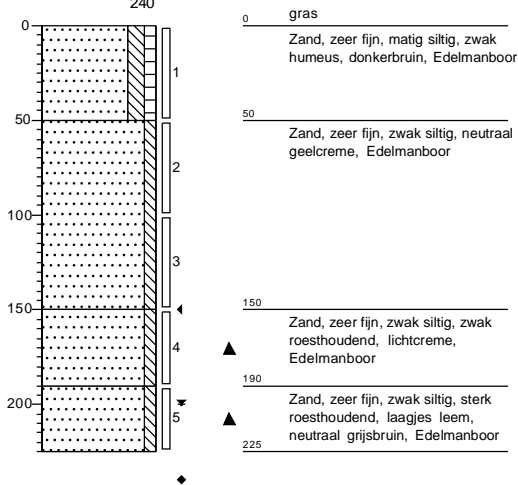 240
0
50
100
150
200
1
2
3
4
5
0
gras
Zand, zeer fijn, matig siltig, zwak
humeus, donkerbruin, Edelmanboor
50
Zand, zeer fijn, zwak siltig, neutraal
geelcreme, Edelmanboor
150
Zand, zeer fijn, zwak siltig, zwak
roesthoudend, lichtcreme,
Edelmanboor
190
Zand, zeer fijn, zwak siltig, sterk
roesthoudend, laagjes leem,
neutraal grijsbruin, Edelmanboor
225